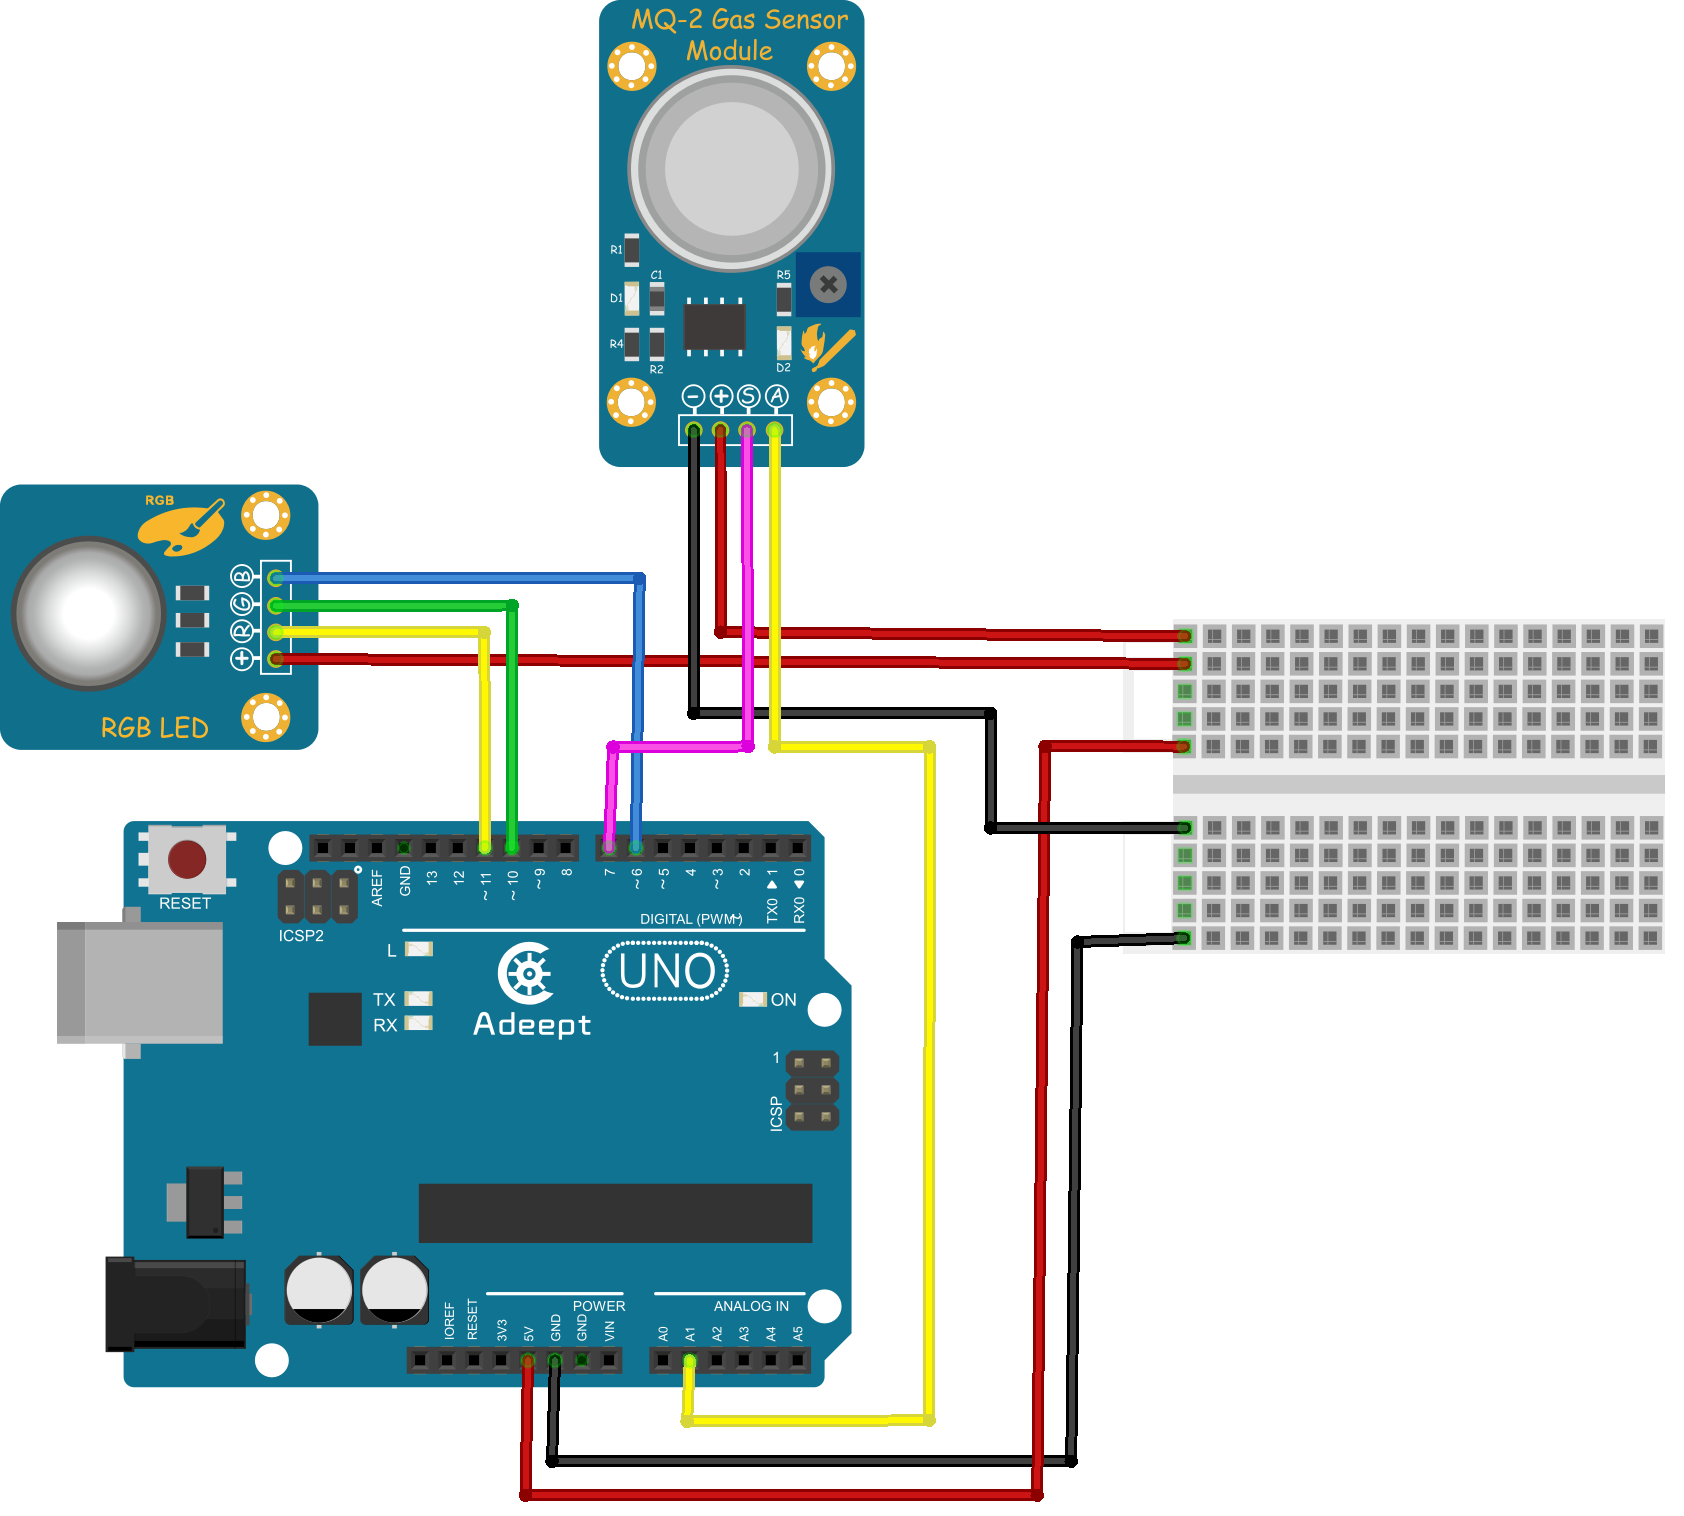 MQ-2 Gas Sensor
Module
R1
C1
R5
D1
R4
R2
D2
- + S A
RGB
B
G
R
+
RGB LED
RESET
ICSP2
AREF
GND
13
12
~11
~10
~9
8
7
~6
~5
4
~3
2
TX0 ▶ 1
RX0 ◀ 0
DIGITAL (PWM~)
L
TX
RX
Adeept
UNO
ON
1
ICSP
POWER
ANALOG IN
IOREF
RESET
3V3
5V
GND
GND
VIN
A0
A1
A2
A3
A4
A5